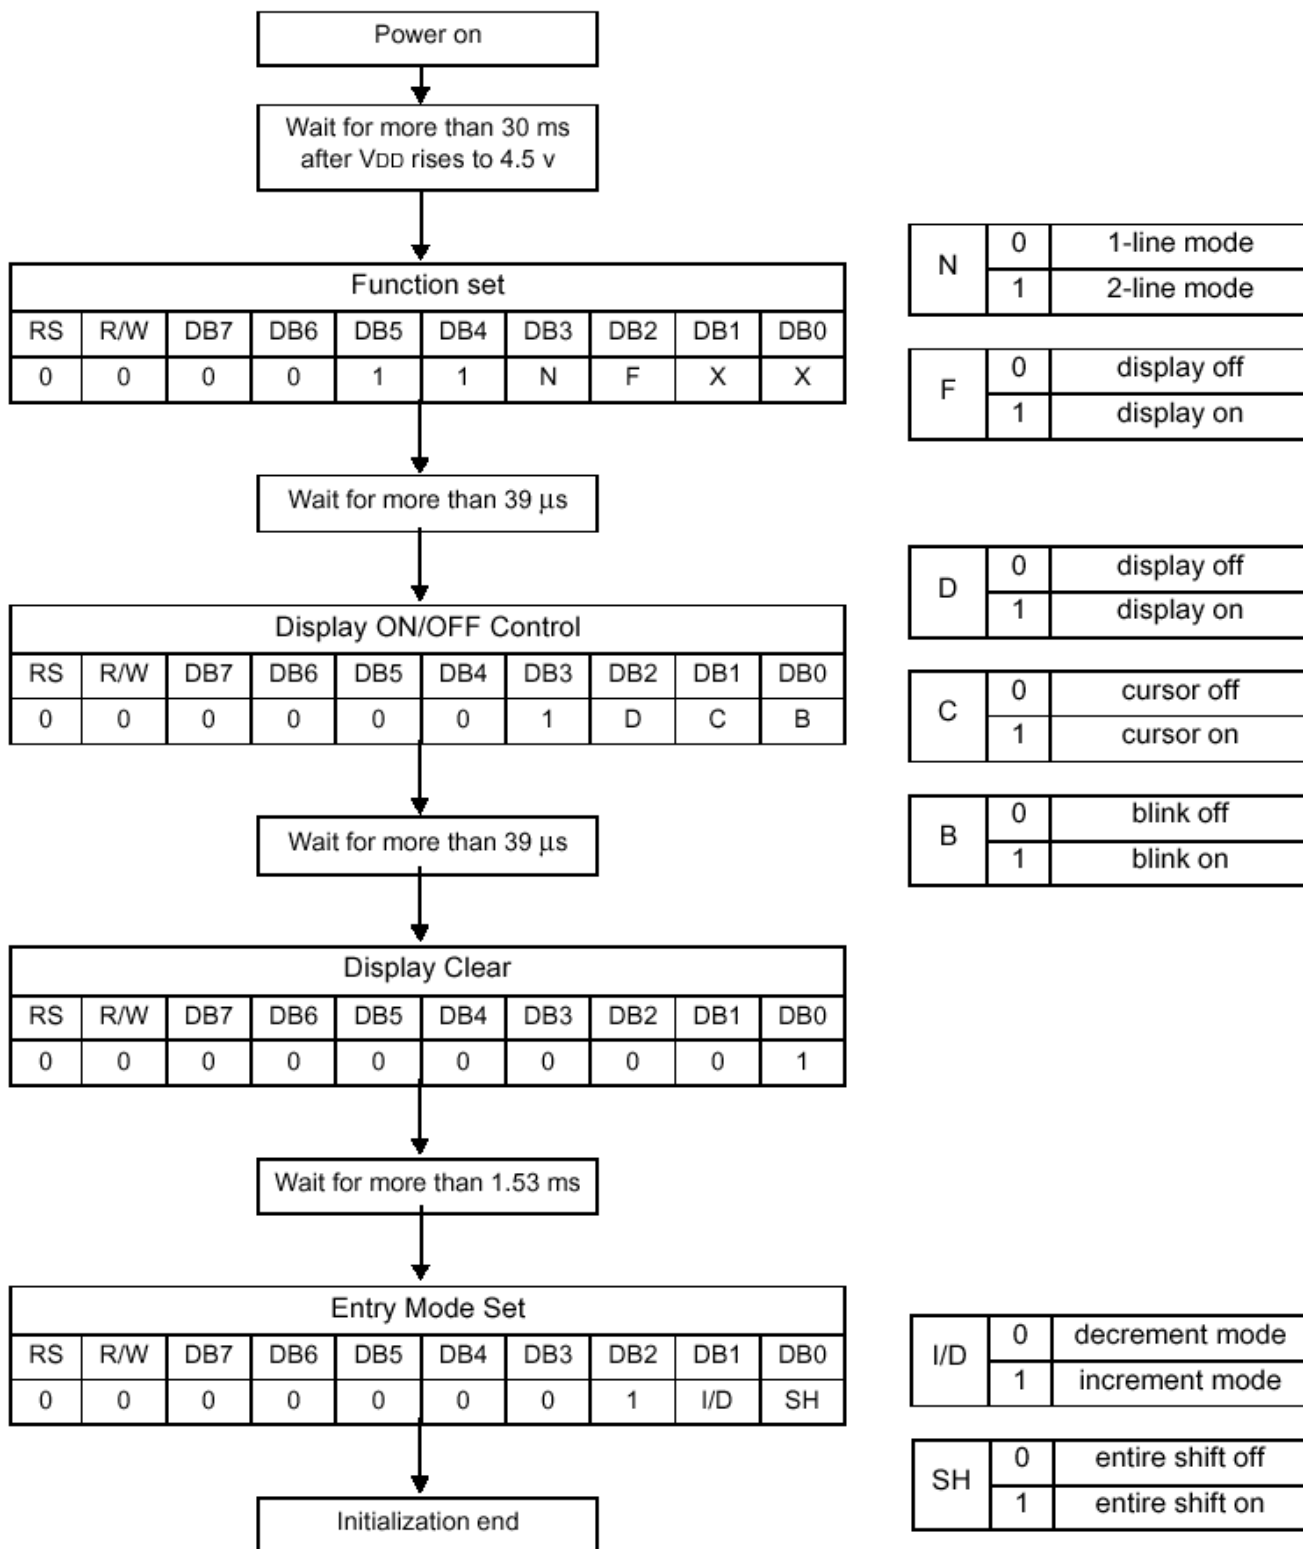 Power on
Wait for more than 30 ms
after VDD rises to 4.5 v
Function set
RS R/W DB7 DB6 DB5 DB4 DB3 DB2 DB1 DB0
0 0 0 0 1 1 N F X X
N 0 1-line mode
1 2-line mode
F 0 display off
1 display on
Wait for more than 39 μs
Display ON/OFF Control
RS R/W DB7 DB6 DB5 DB4 DB3 DB2 DB1 DB0
0 0 0 0 0 0 1 D C B
D 0 display off
1 display on
C 0 cursor off
1 cursor on
B 0 blink off
1 blink on
Wait for more than 39 μs
Display Clear
RS R/W DB7 DB6 DB5 DB4 DB3 DB2 DB1 DB0
0 0 0 0 0 0 0 0 0 1
Wait for more than 1.53 ms
Entry Mode Set
RS R/W DB7 DB6 DB5 DB4 DB3 DB2 DB1 DB0
0 0 0 0 0 0 0 1 I/D SH
I/D 0 decrement mode
1 increment mode
SH 0 entire shift off
1 entire shift on
Initialization end